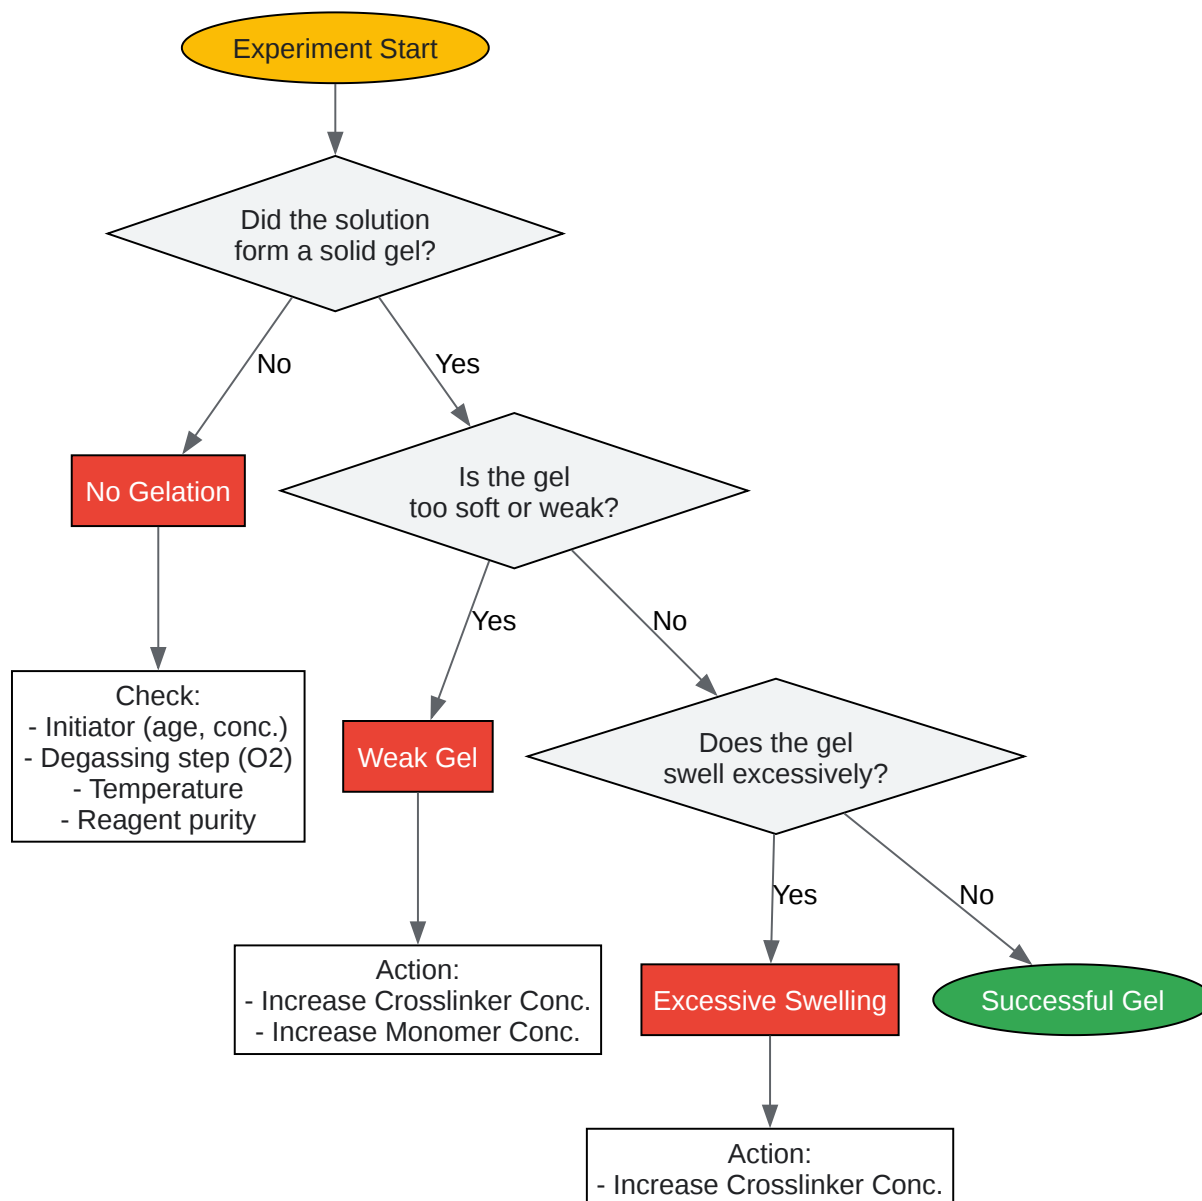 Experiment Start
Did the solution
form a solid gel?
No
Yes
No Gelation
Is the gel
too soft or weak?
Yes
No
Check:
- Initiator (age, conc.)
- Degassing step (O2)
- Temperature
- Reagent purity
Weak Gel
Does the gel
swell excessively?
Yes
No
Action:
- Increase Crosslinker Conc.
- Increase Monomer Conc.
Excessive Swelling
Successful Gel
Action:
- Increase Crosslinker Conc.